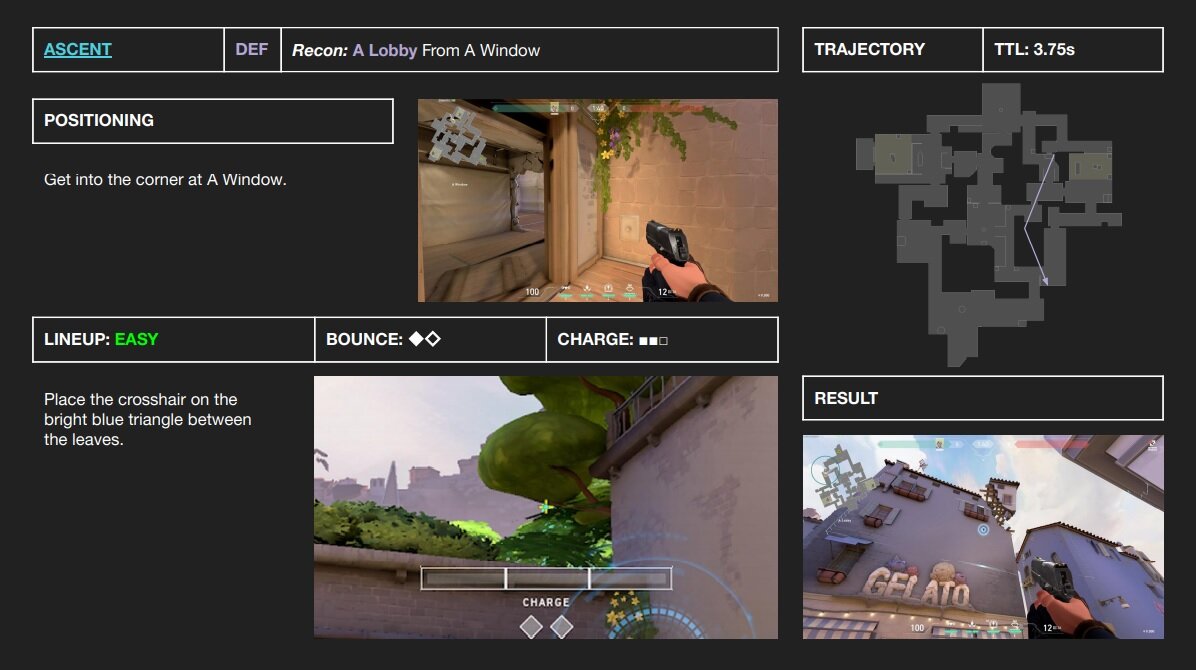 ASCENT
DEF
Recon: A Lobby From A Window
TRAJECTORY
TTL: 3.75s
POSITIONING
Get into the corner at A Window.
A Window
100
12
LINEUP: EASY
BOUNCE: ◆◇
CHARGE: ■■□
Place the crosshair on the
bright blue triangle between
the leaves.
CHARGE
RESULT
A Lobby
GELATO
100
12